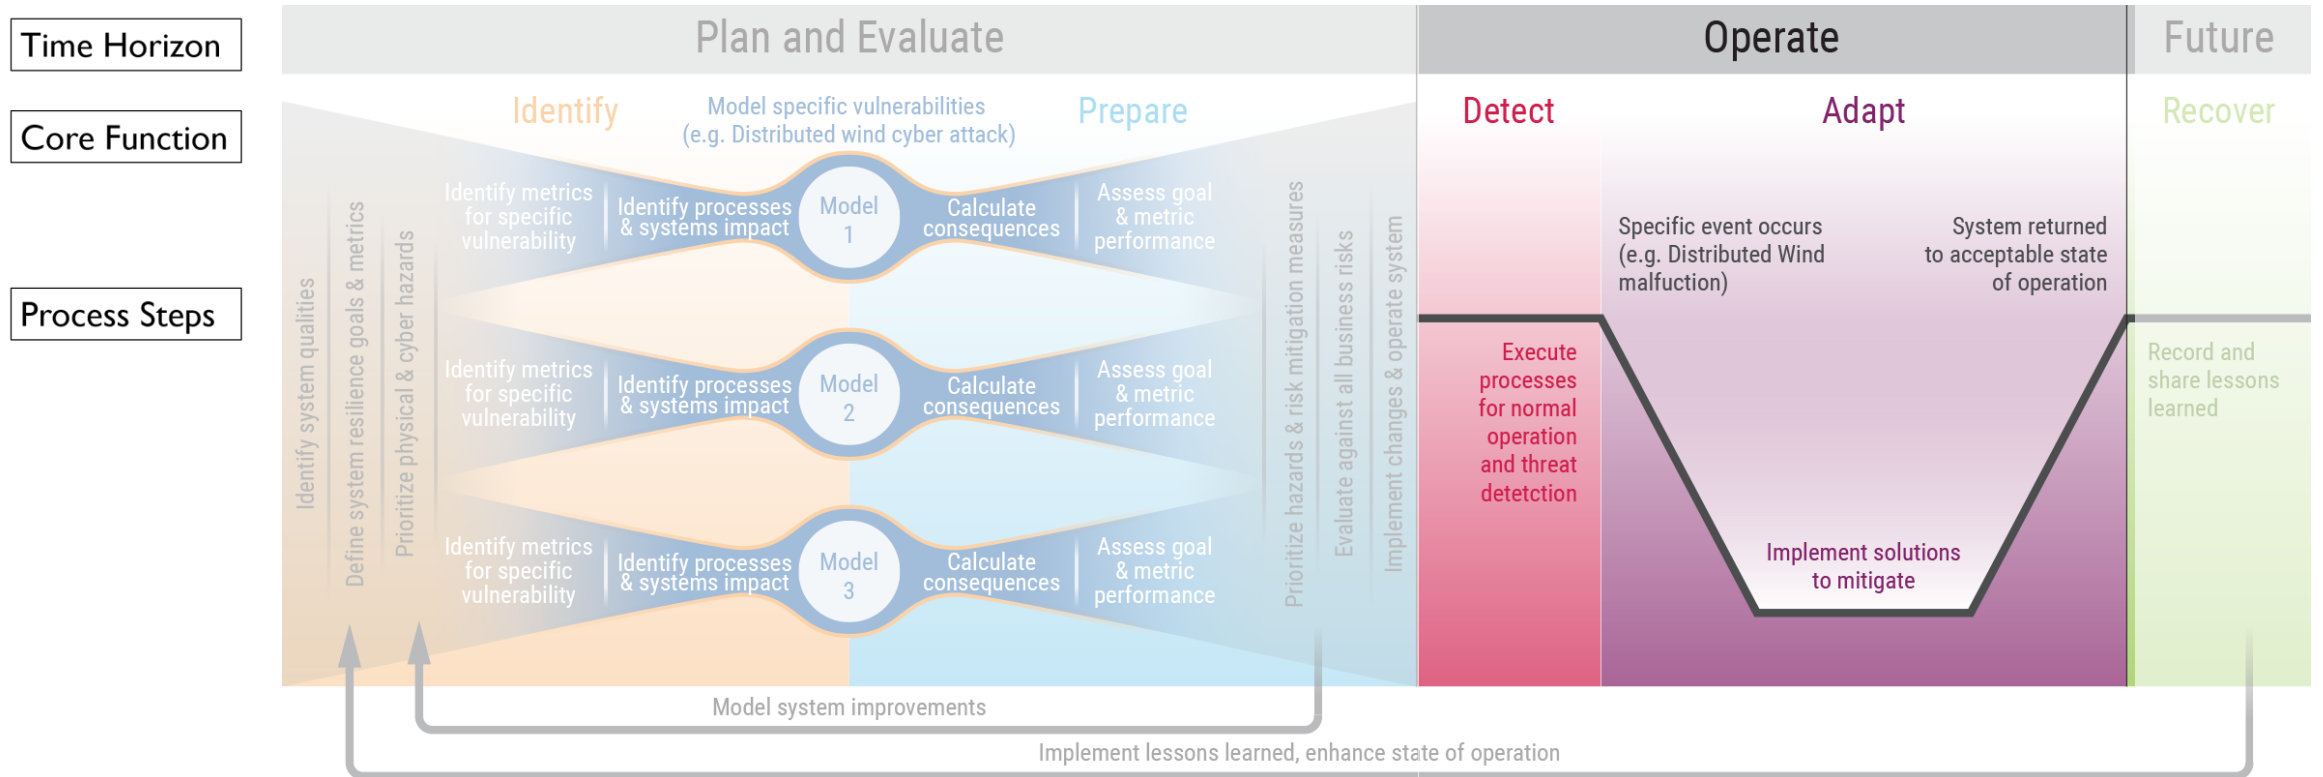 Time Horizon
Plan and Evaluate
Operate
Future
Core Function
Identify
Model specific vulnerabilities
(e.g. Distributed wind cyber attack)
Prepare
Detect
Adapt
Recover
Process Steps
Identify system qualities
Define system resilience goals & metrics
Prioritize physical & cyber hazards
Identify metrics
for specific
vulnerability
Identify processes
& systems impact
Model
1
Calculate
consequences
Assess goal
& metric
performance
Identify metrics
for specific
vulnerability
Identify processes
& systems impact
Model
2
Calculate
consequences
Assess goal
& metric
performance
Identify metrics
for specific
vulnerability
Identify processes
& systems impact
Model
3
Calculate
consequences
Assess goal
& metric
performance
Prioritize hazards & risk mitigation measures
Evaluate against all business risks
Implement changes & operate system
Execute
processes
for normal
operation
and threat
detetction
Specific event occurs
(e.g. Distributed Wind
malfuction)
System returned
to acceptable state
of operation
Implement solutions
to mitigate
Record and
share lessons
learned
Model system improvements
Implement lessons learned, enhance state of operation